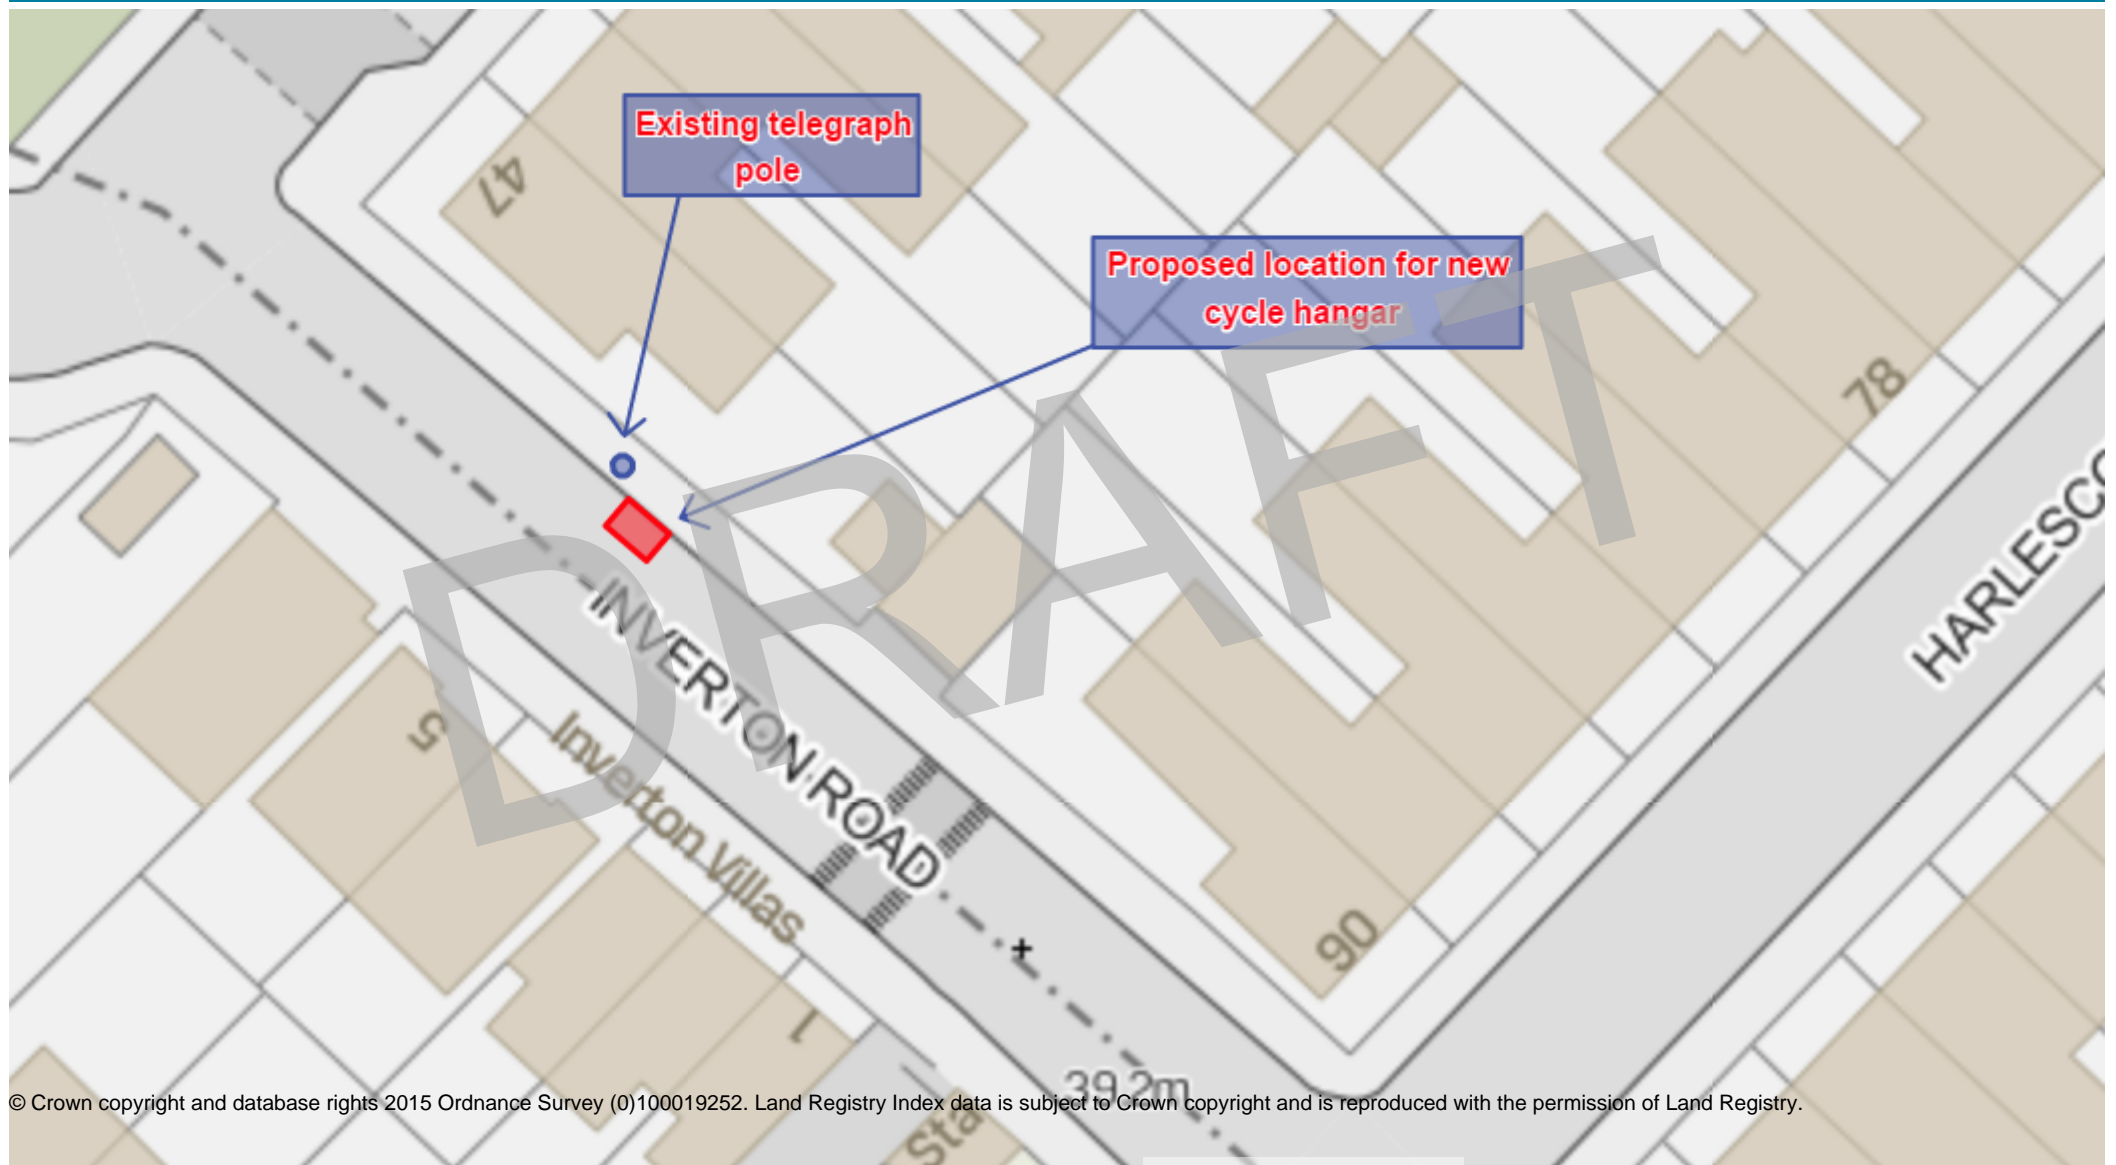 Existing telegraph
pole
47
Proposed location for new
cycle hangar
78
DRAFT
INVERTON ROAD
Inverton Villas
5
90
1
39.2m
© Crown copyright and database rights 2015 Ordnance Survey (0)100019252. Land Registry Index data is subject to Crown copyright and is reproduced with the permission of Land Registry.